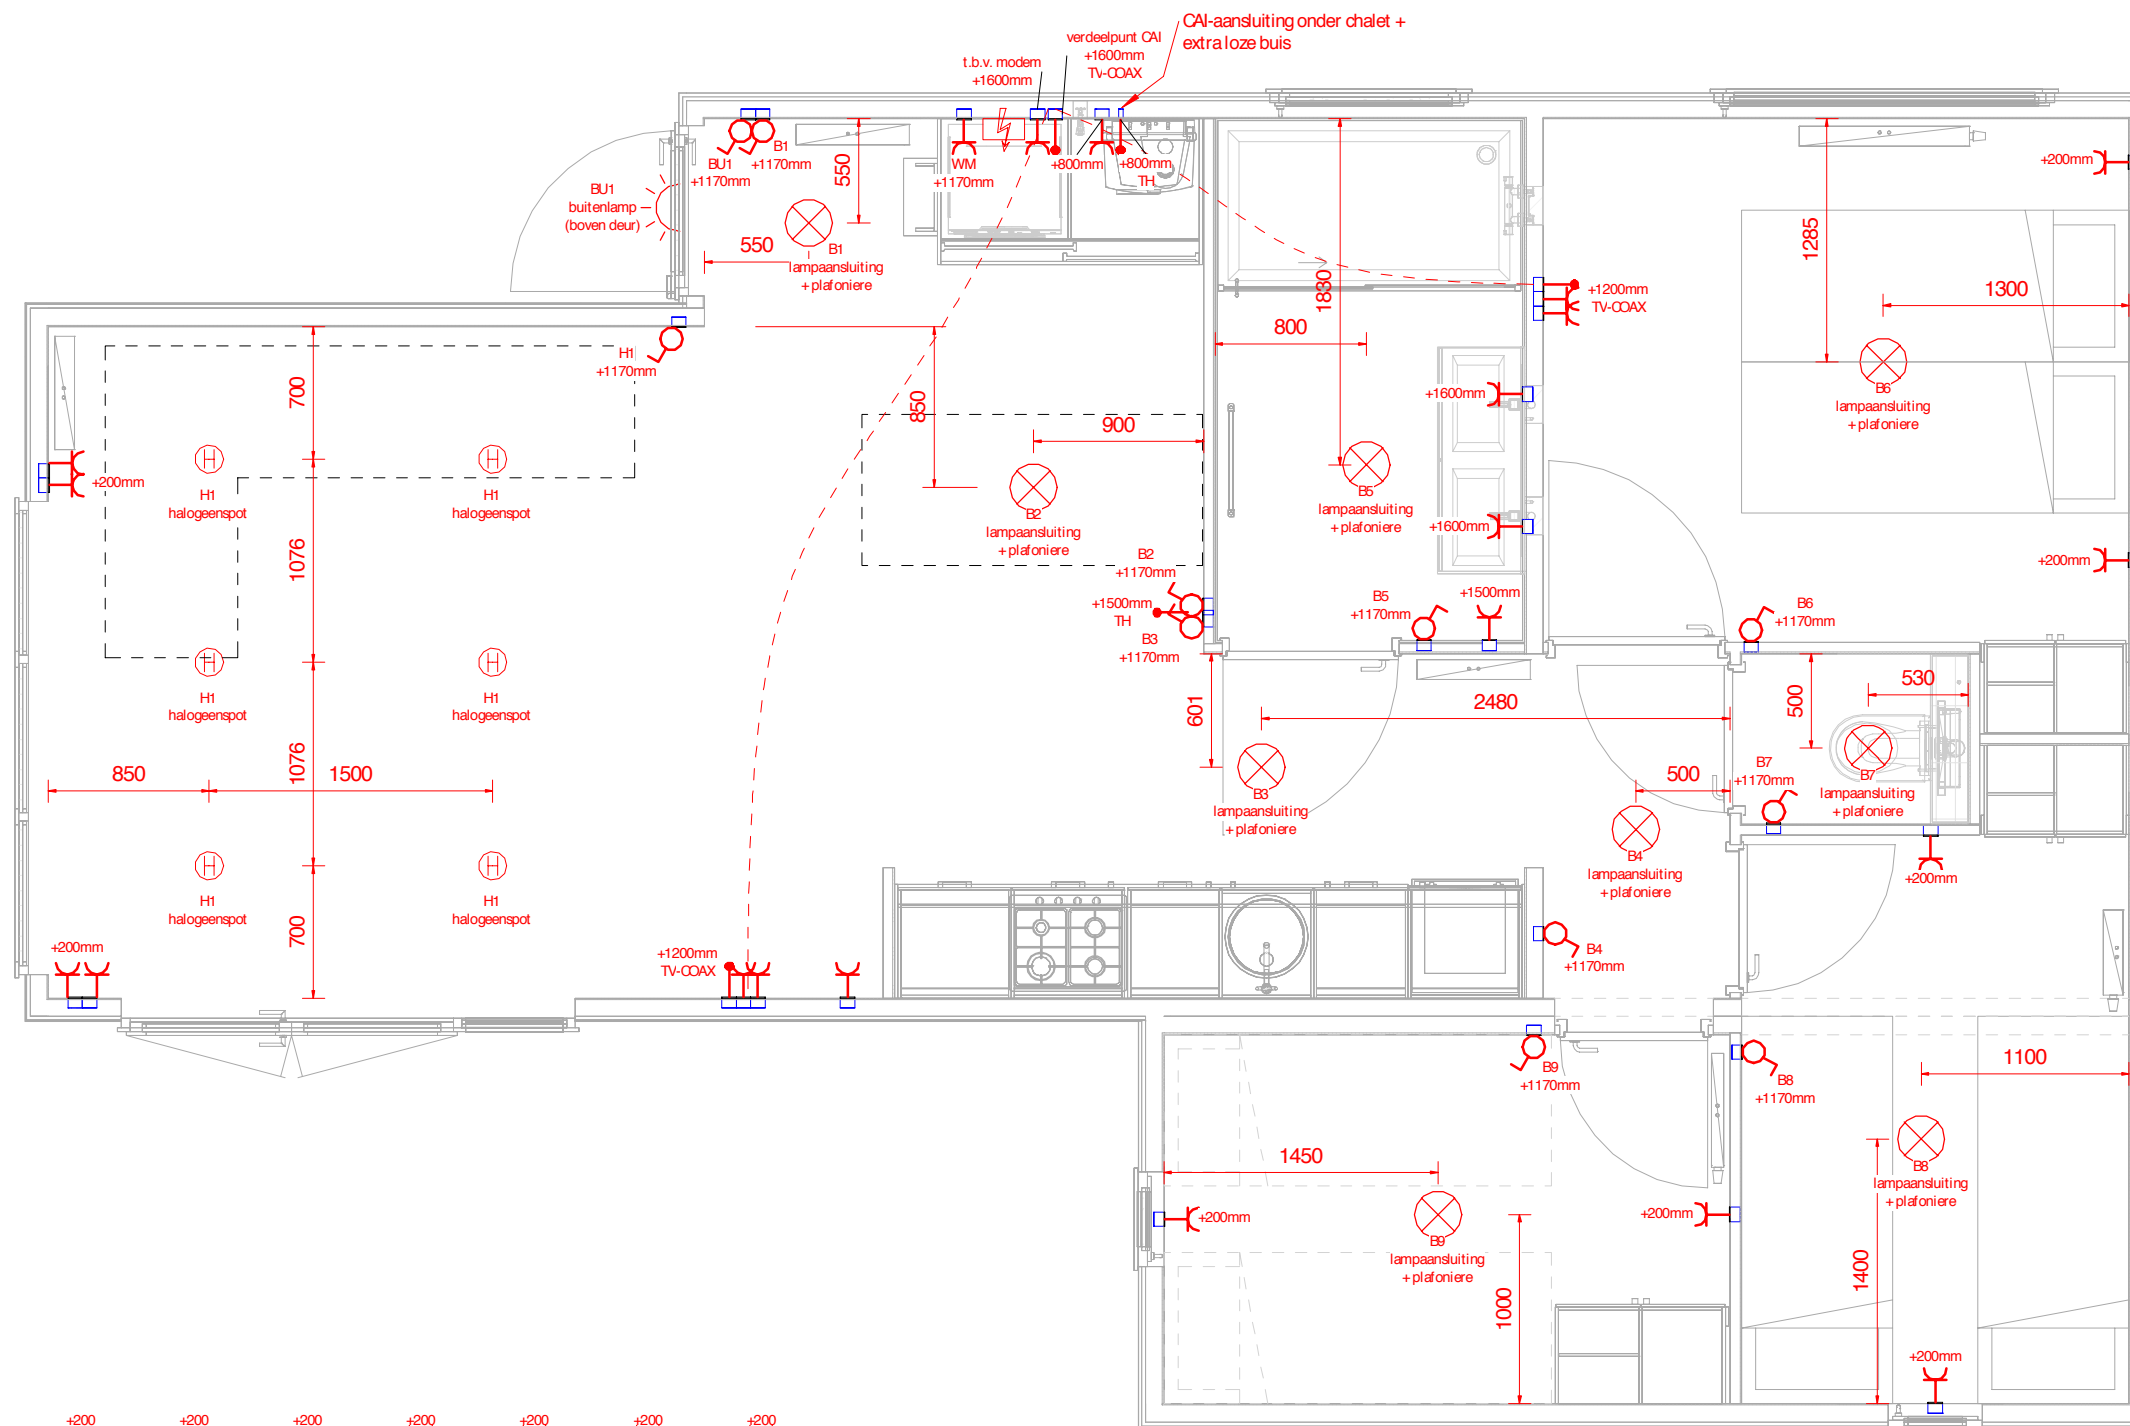 CAI-aansluiting onder chalet +
extra loze buis
verdeelpunt CAI
+1600mm
TV-COAX
t.b.v. modem
+1600mm
BU1
+1170mm
B1
+1170mm
WM
+1170mm
+800mm
+800mm
TH
550
550
BU1
buitenlamp
(boven deur)
B1
lampaansluiting
+ plafoniere
+200mm
1285
1300
1830
+1200mm
TV-COAX
800
H1
+1170mm
700
850
900
+1600mm
B6
lampaansluiting
+ plafoniere
+200mm
H1
halogeenspot
H1
halogeenspot
B2
lampaansluiting
+ plafoniere
B5
lampaansluiting
+ plafoniere
+1600mm
1076
B2
+1170mm
+1500mm
TH
B3
+1170mm
B5
+1170mm
+1500mm
B6
+1170mm
+200mm
H1
halogeenspot
H1
halogeenspot
601
2480
500
530
1076
850
1500
500
B7
+1170mm
B7
lampaansluiting
+ plafoniere
B3
lampaansluiting
+ plafoniere
B4
lampaansluiting
+ plafoniere
+200mm
H1
halogeenspot
H1
halogeenspot
700
+200mm
+1200mm
TV-COAX
B4
+1170mm
B9
+1170mm
B8
+1170mm
1100
1450
B8
lampaansluiting
+ plafoniere
+200mm
+200mm
B9
lampaansluiting
+ plafoniere
1400
1000
+200mm
+200
+200
+200
+200
+200
+200
+200